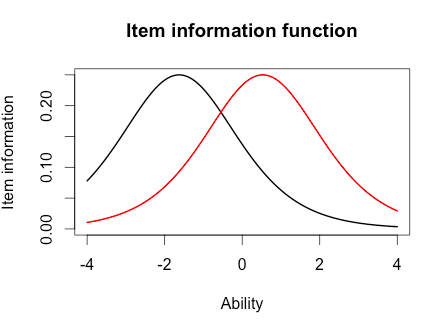 Item information function
Item information
0.20
0.10
0.00
-4 -2 0 2 4
Ability